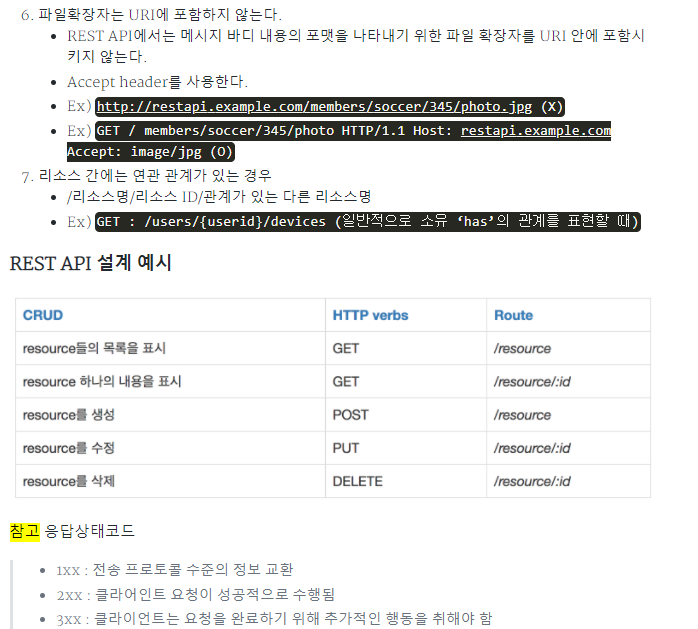 6. 파일확장자는 URI에 포함하지 않는다.
REST API에서는 메시지 바디 내용의 포맷을 나타내기 위한 파일 확장자를 URI 안에 포함시
키지 않는다.
Accept header를 사용한다.
Ex) http://restapi.example.com/members/soccer/345/photo.jpg (X)
Ex) GET / members/soccer/345/photo HTTP/1.1 Host: restapi.example.com
Accept: image/jpg (O)
7. 리소스 간에는 연관 관계가 있는 경우
/리소스명/리소스 ID/관계가 있는 다른 리소스명
Ex) GET : /users/{userid}/devices (일반적으로 소유 ‘has’의 관계를 표현할 때)
REST API 설계 예시
CRUD HTTP verbs Route
resource들의 목록을 표시 GET /resource
resource 하나의 내용을 표시 GET /resource/:id
resource를 생성 POST /resource
resource를 수정 PUT /resource/:id
resource를 삭제 DELETE /resource/:id
참고 응답상태코드
1xx : 전송 프로토콜 수준의 정보 교환
2xx : 클라어인트 요청이 성공적으로 수행됨
3xx : 클라이언트는 요청을 완료하기 위해 추가적인 행동을 취해야 함